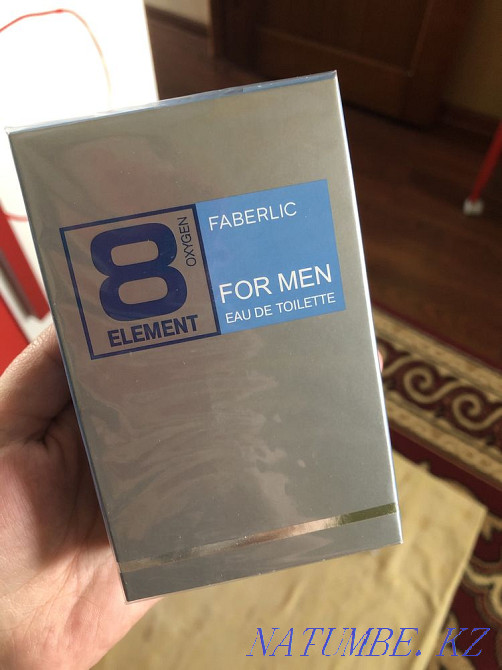 8
OXYGEN
ELEMENT
FABERLIC
FOR MEN
EAU DE TOILETTE
NATUMBE.KZ